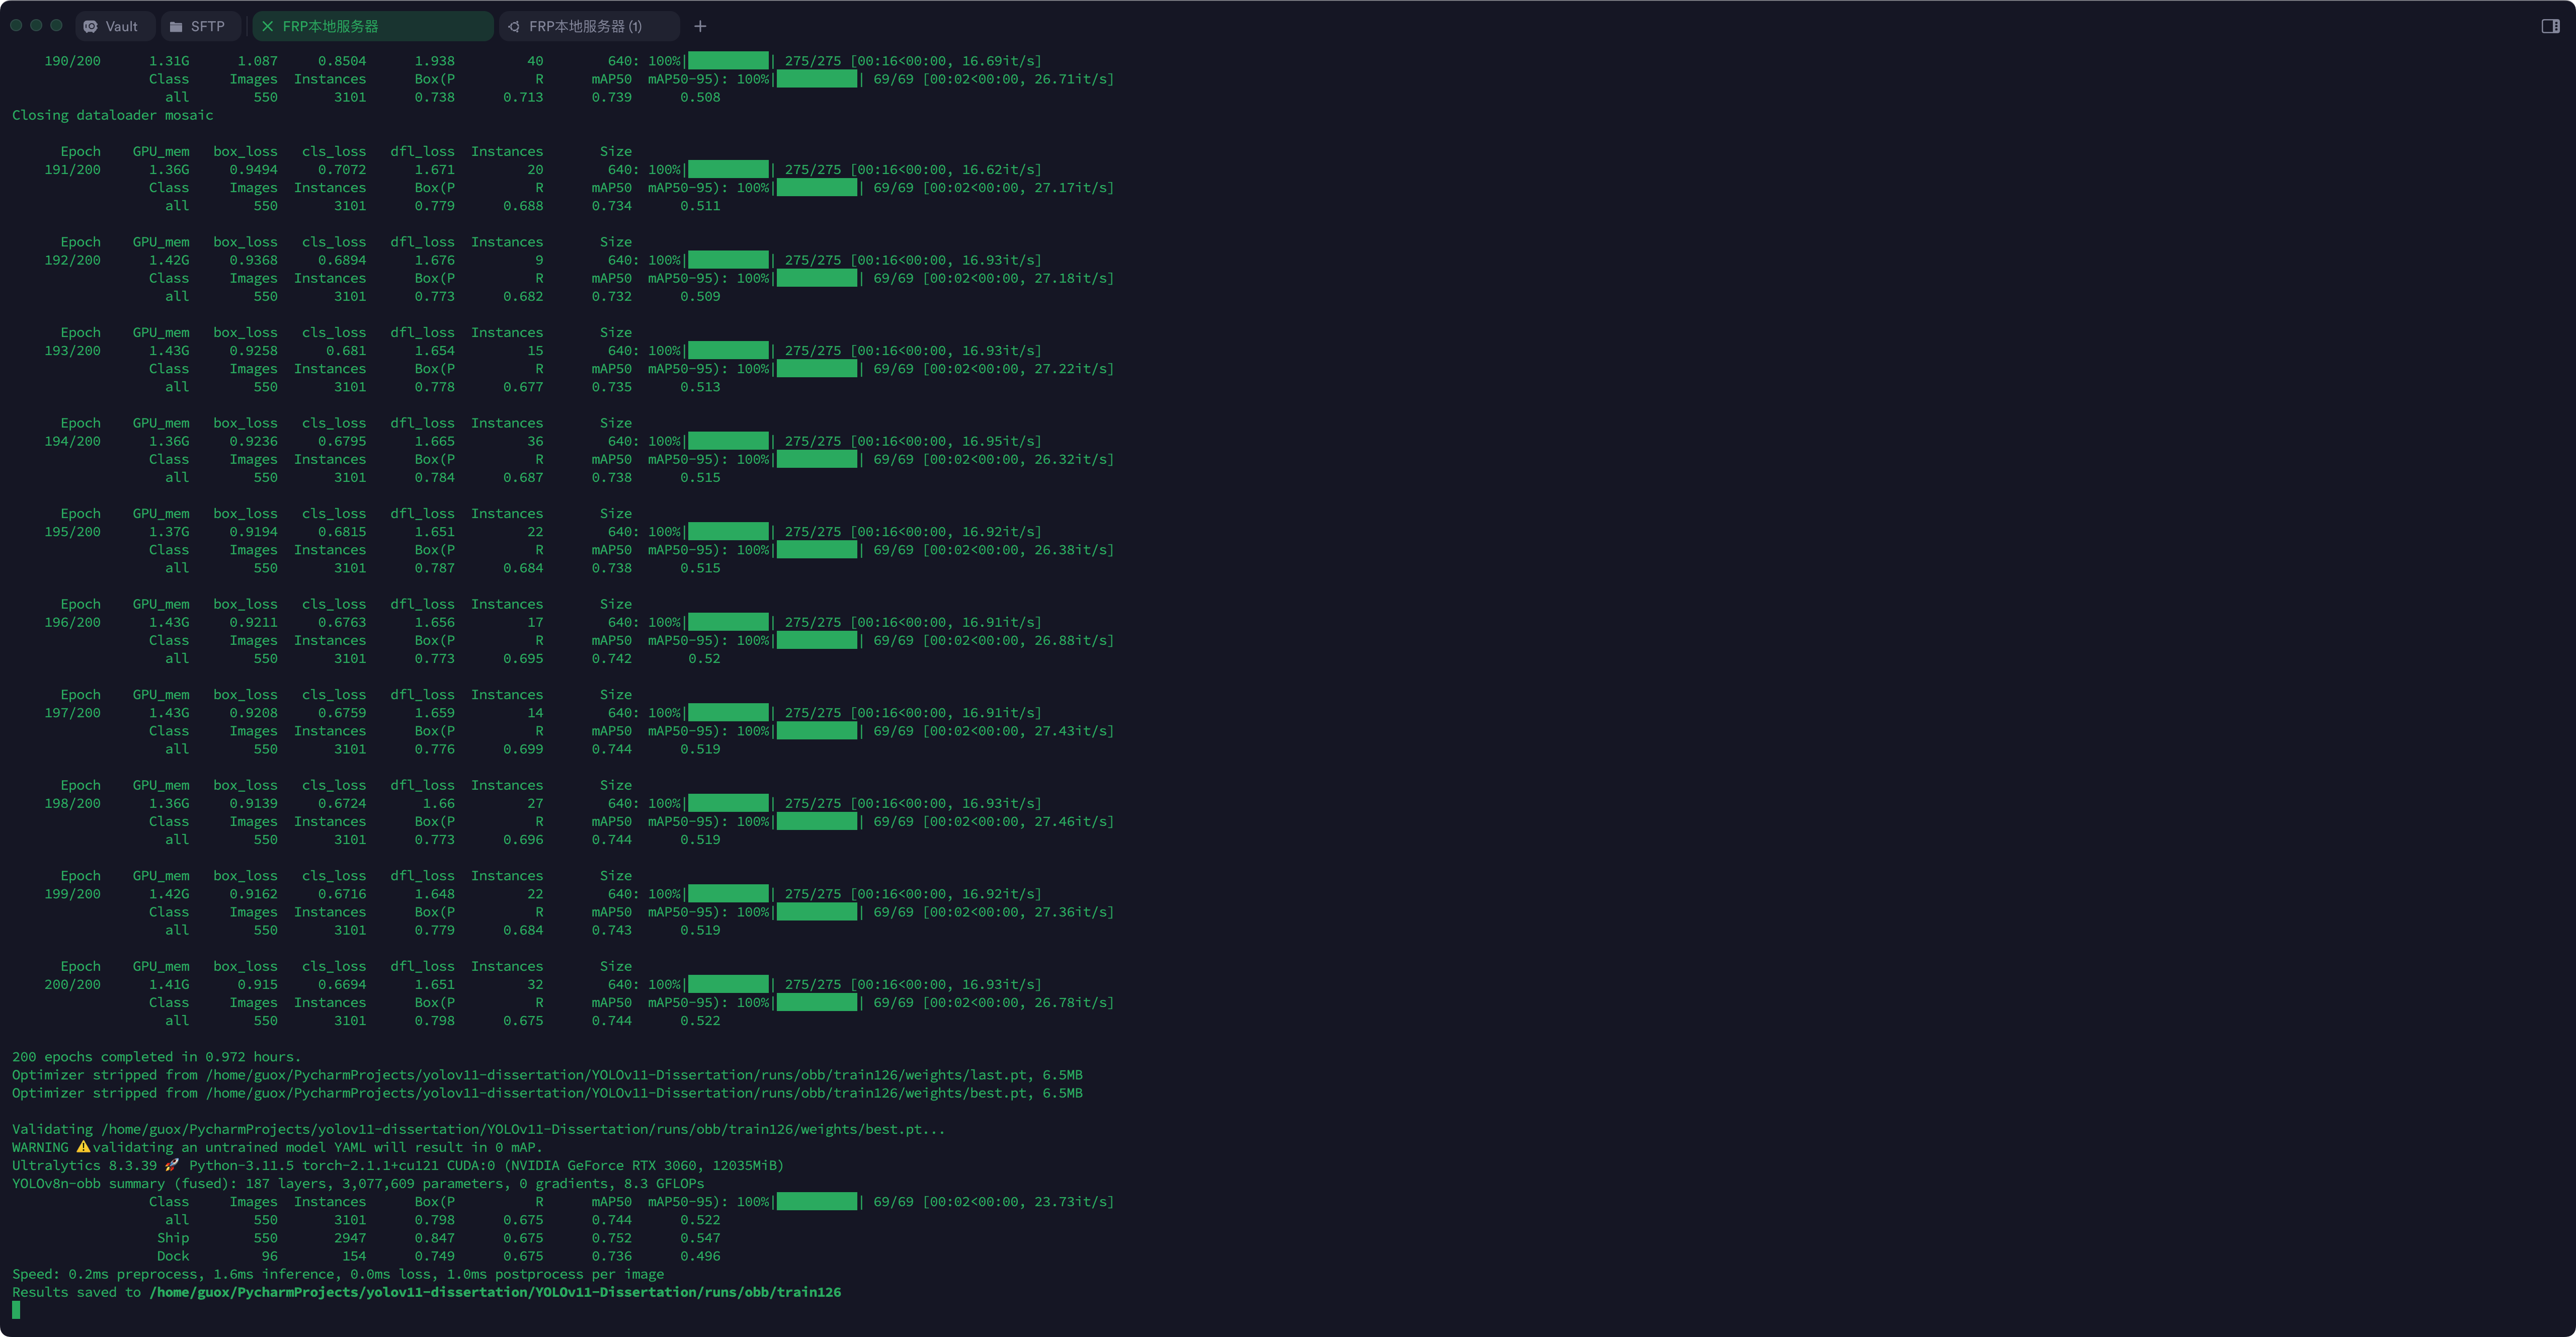 Vault SFTP FRP本地服务器 FRP本地服务器 (1)
190/200 1.31G 1.087 0.8504 1.938 40 640: 100%| | 275/275 [00:16<00:00, 16.69it/s]
Class Images Instances Box(P R mAP50 mAP50-95): 100%| | 69/69 [00:02<00:00, 26.71it/s]
all 550 3101 0.738 0.713 0.739 0.508
Closing dataloader mosaic
Epoch GPU_mem box_loss cls_loss dfl_loss Instances Size
191/200 1.36G 0.9494 0.7072 1.671 20 640: 100%| | 275/275 [00:16<00:00, 16.62it/s]
Class Images Instances Box(P R mAP50 mAP50-95): 100%| | 69/69 [00:02<00:00, 27.17it/s]
all 550 3101 0.779 0.688 0.734 0.511
Epoch GPU_mem box_loss cls_loss dfl_loss Instances Size
192/200 1.42G 0.9368 0.6894 1.676 9 640: 100%| | 275/275 [00:16<00:00, 16.93it/s]
Class Images Instances Box(P R mAP50 mAP50-95): 100%| | 69/69 [00:02<00:00, 27.18it/s]
all 550 3101 0.773 0.682 0.732 0.509
Epoch GPU_mem box_loss cls_loss dfl_loss Instances Size
193/200 1.43G 0.9258 0.681 1.654 15 640: 100%| | 275/275 [00:16<00:00, 16.93it/s]
Class Images Instances Box(P R mAP50 mAP50-95): 100%| | 69/69 [00:02<00:00, 27.22it/s]
all 550 3101 0.778 0.677 0.735 0.513
Epoch GPU_mem box_loss cls_loss dfl_loss Instances Size
194/200 1.36G 0.9236 0.6795 1.665 36 640: 100%| | 275/275 [00:16<00:00, 16.95it/s]
Class Images Instances Box(P R mAP50 mAP50-95): 100%| | 69/69 [00:02<00:00, 26.32it/s]
all 550 3101 0.784 0.687 0.738 0.515
Epoch GPU_mem box_loss cls_loss dfl_loss Instances Size
195/200 1.37G 0.9194 0.6815 1.651 22 640: 100%| | 275/275 [00:16<00:00, 16.92it/s]
Class Images Instances Box(P R mAP50 mAP50-95): 100%| | 69/69 [00:02<00:00, 26.38it/s]
all 550 3101 0.787 0.684 0.738 0.515
Epoch GPU_mem box_loss cls_loss dfl_loss Instances Size
196/200 1.43G 0.9211 0.6763 1.656 17 640: 100%| | 275/275 [00:16<00:00, 16.91it/s]
Class Images Instances Box(P R mAP50 mAP50-95): 100%| | 69/69 [00:02<00:00, 26.88it/s]
all 550 3101 0.773 0.695 0.742 0.52
Epoch GPU_mem box_loss cls_loss dfl_loss Instances Size
197/200 1.43G 0.9208 0.6759 1.659 14 640: 100%| | 275/275 [00:16<00:00, 16.91it/s]
Class Images Instances Box(P R mAP50 mAP50-95): 100%| | 69/69 [00:02<00:00, 27.43it/s]
all 550 3101 0.776 0.699 0.744 0.519
Epoch GPU_mem box_loss cls_loss dfl_loss Instances Size
198/200 1.36G 0.9139 0.6724 1.66 27 640: 100%| | 275/275 [00:16<00:00, 16.93it/s]
Class Images Instances Box(P R mAP50 mAP50-95): 100%| | 69/69 [00:02<00:00, 27.46it/s]
all 550 3101 0.773 0.696 0.744 0.519
Epoch GPU_mem box_loss cls_loss dfl_loss Instances Size
199/200 1.42G 0.9162 0.6716 1.648 22 640: 100%| | 275/275 [00:16<00:00, 16.92it/s]
Class Images Instances Box(P R mAP50 mAP50-95): 100%| | 69/69 [00:02<00:00, 27.36it/s]
all 550 3101 0.779 0.684 0.743 0.519
Epoch GPU_mem box_loss cls_loss dfl_loss Instances Size
200/200 1.41G 0.915 0.6694 1.651 32 640: 100%| | 275/275 [00:16<00:00, 16.93it/s]
Class Images Instances Box(P R mAP50 mAP50-95): 100%| | 69/69 [00:02<00:00, 26.78it/s]
all 550 3101 0.798 0.675 0.744 0.522
200 epochs completed in 0.972 hours.
Optimizer stripped from /home/guox/PycharmProjects/yolov11-dissertation/YOLOv11-Dissertation/runs/obb/train126/weights/last.pt, 6.5MB
Optimizer stripped from /home/guox/PycharmProjects/yolov11-dissertation/YOLOv11-Dissertation/runs/obb/train126/weights/best.pt, 6.5MB
Validating /home/guox/PycharmProjects/yolov11-dissertation/YOLOv11-Dissertation/runs/obb/train126/weights/best.pt...
WARNING ⚠️validating an untrained model YAML will result in 0 mAP.
Ultralytics 8.3.39 🚀 Python-3.11.5 torch-2.1.1+cu121 CUDA:0 (NVIDIA GeForce RTX 3060, 12035MiB)
YOLOv8n-obb summary (fused): 187 layers, 3,077,609 parameters, 0 gradients, 8.3 GFLOPs
Class Images Instances Box(P R mAP50 mAP50-95): 100%| | 69/69 [00:02<00:00, 23.73it/s]
all 550 3101 0.798 0.675 0.744 0.522
Ship 550 2947 0.847 0.675 0.752 0.547
Dock 96 154 0.749 0.675 0.736 0.496
Speed: 0.2ms preprocess, 1.6ms inference, 0.0ms loss, 1.0ms postprocess per image
Results saved to /home/guox/PycharmProjects/yolov11-dissertation/YOLOv11-Dissertation/runs/obb/train126